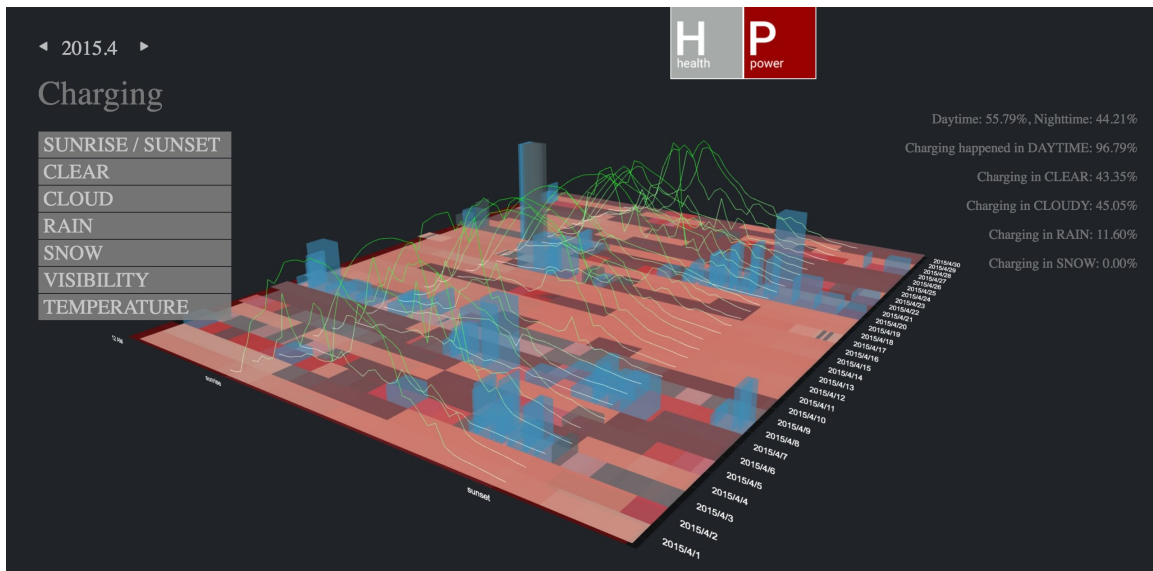 ◄ 2015.4 ►
Charging
SUNRISE / SUNSET
CLEAR
CLOUD
RAIN
SNOW
VISIBILITY
TEMPERATURE
H
health
P
power
Daytime: 55.79%, Nighttime: 44.21%
Charging happened in DAYTIME: 96.79%
Charging in CLEAR: 43.35%
Charging in CLOUDY: 45.05%
Charging in RAIN: 11.60%
Charging in SNOW: 0.00%
12 AM
sunrise
sunset
2015/4/30
2015/4/29
2015/4/28
2015/4/27
2015/4/26
2015/4/25
2015/4/24
2015/4/23
2015/4/22
2015/4/21
2015/4/20
2015/4/19
2015/4/18
2015/4/17
2015/4/16
2015/4/15
2015/4/14
2015/4/13
2015/4/12
2015/4/11
2015/4/10
2015/4/9
2015/4/8
2015/4/7
2015/4/6
2015/4/5
2015/4/4
2015/4/3
2015/4/2
2015/4/1